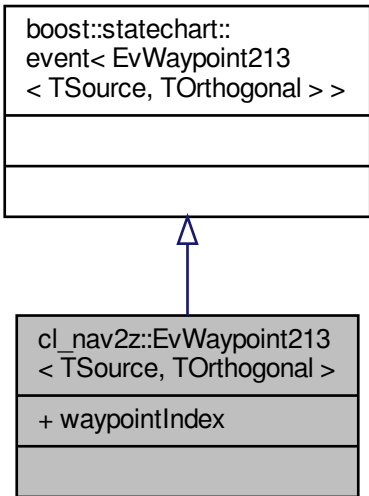 boost::statechart::
event< EvWaypoint213
< TSource, TOrthogonal > >
cl_nav2z::EvWaypoint213
< TSource, TOrthogonal >
+ waypointIndex